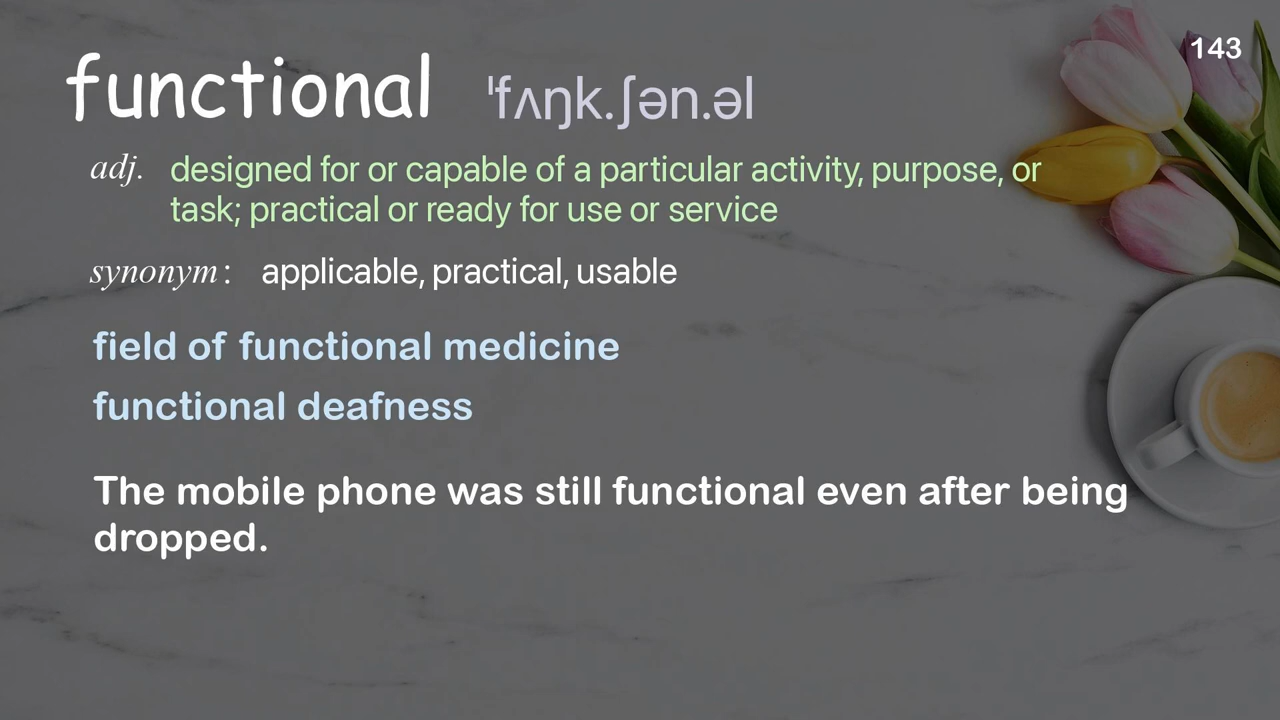 143
functional ˈfʌŋk.ʃən.əl
adj. designed for or capable of a particular activity, purpose, or
task; practical or ready for use or service
synonym: applicable, practical, usable
field of functional medicine
functional deafness
The mobile phone was still functional even after being
dropped.